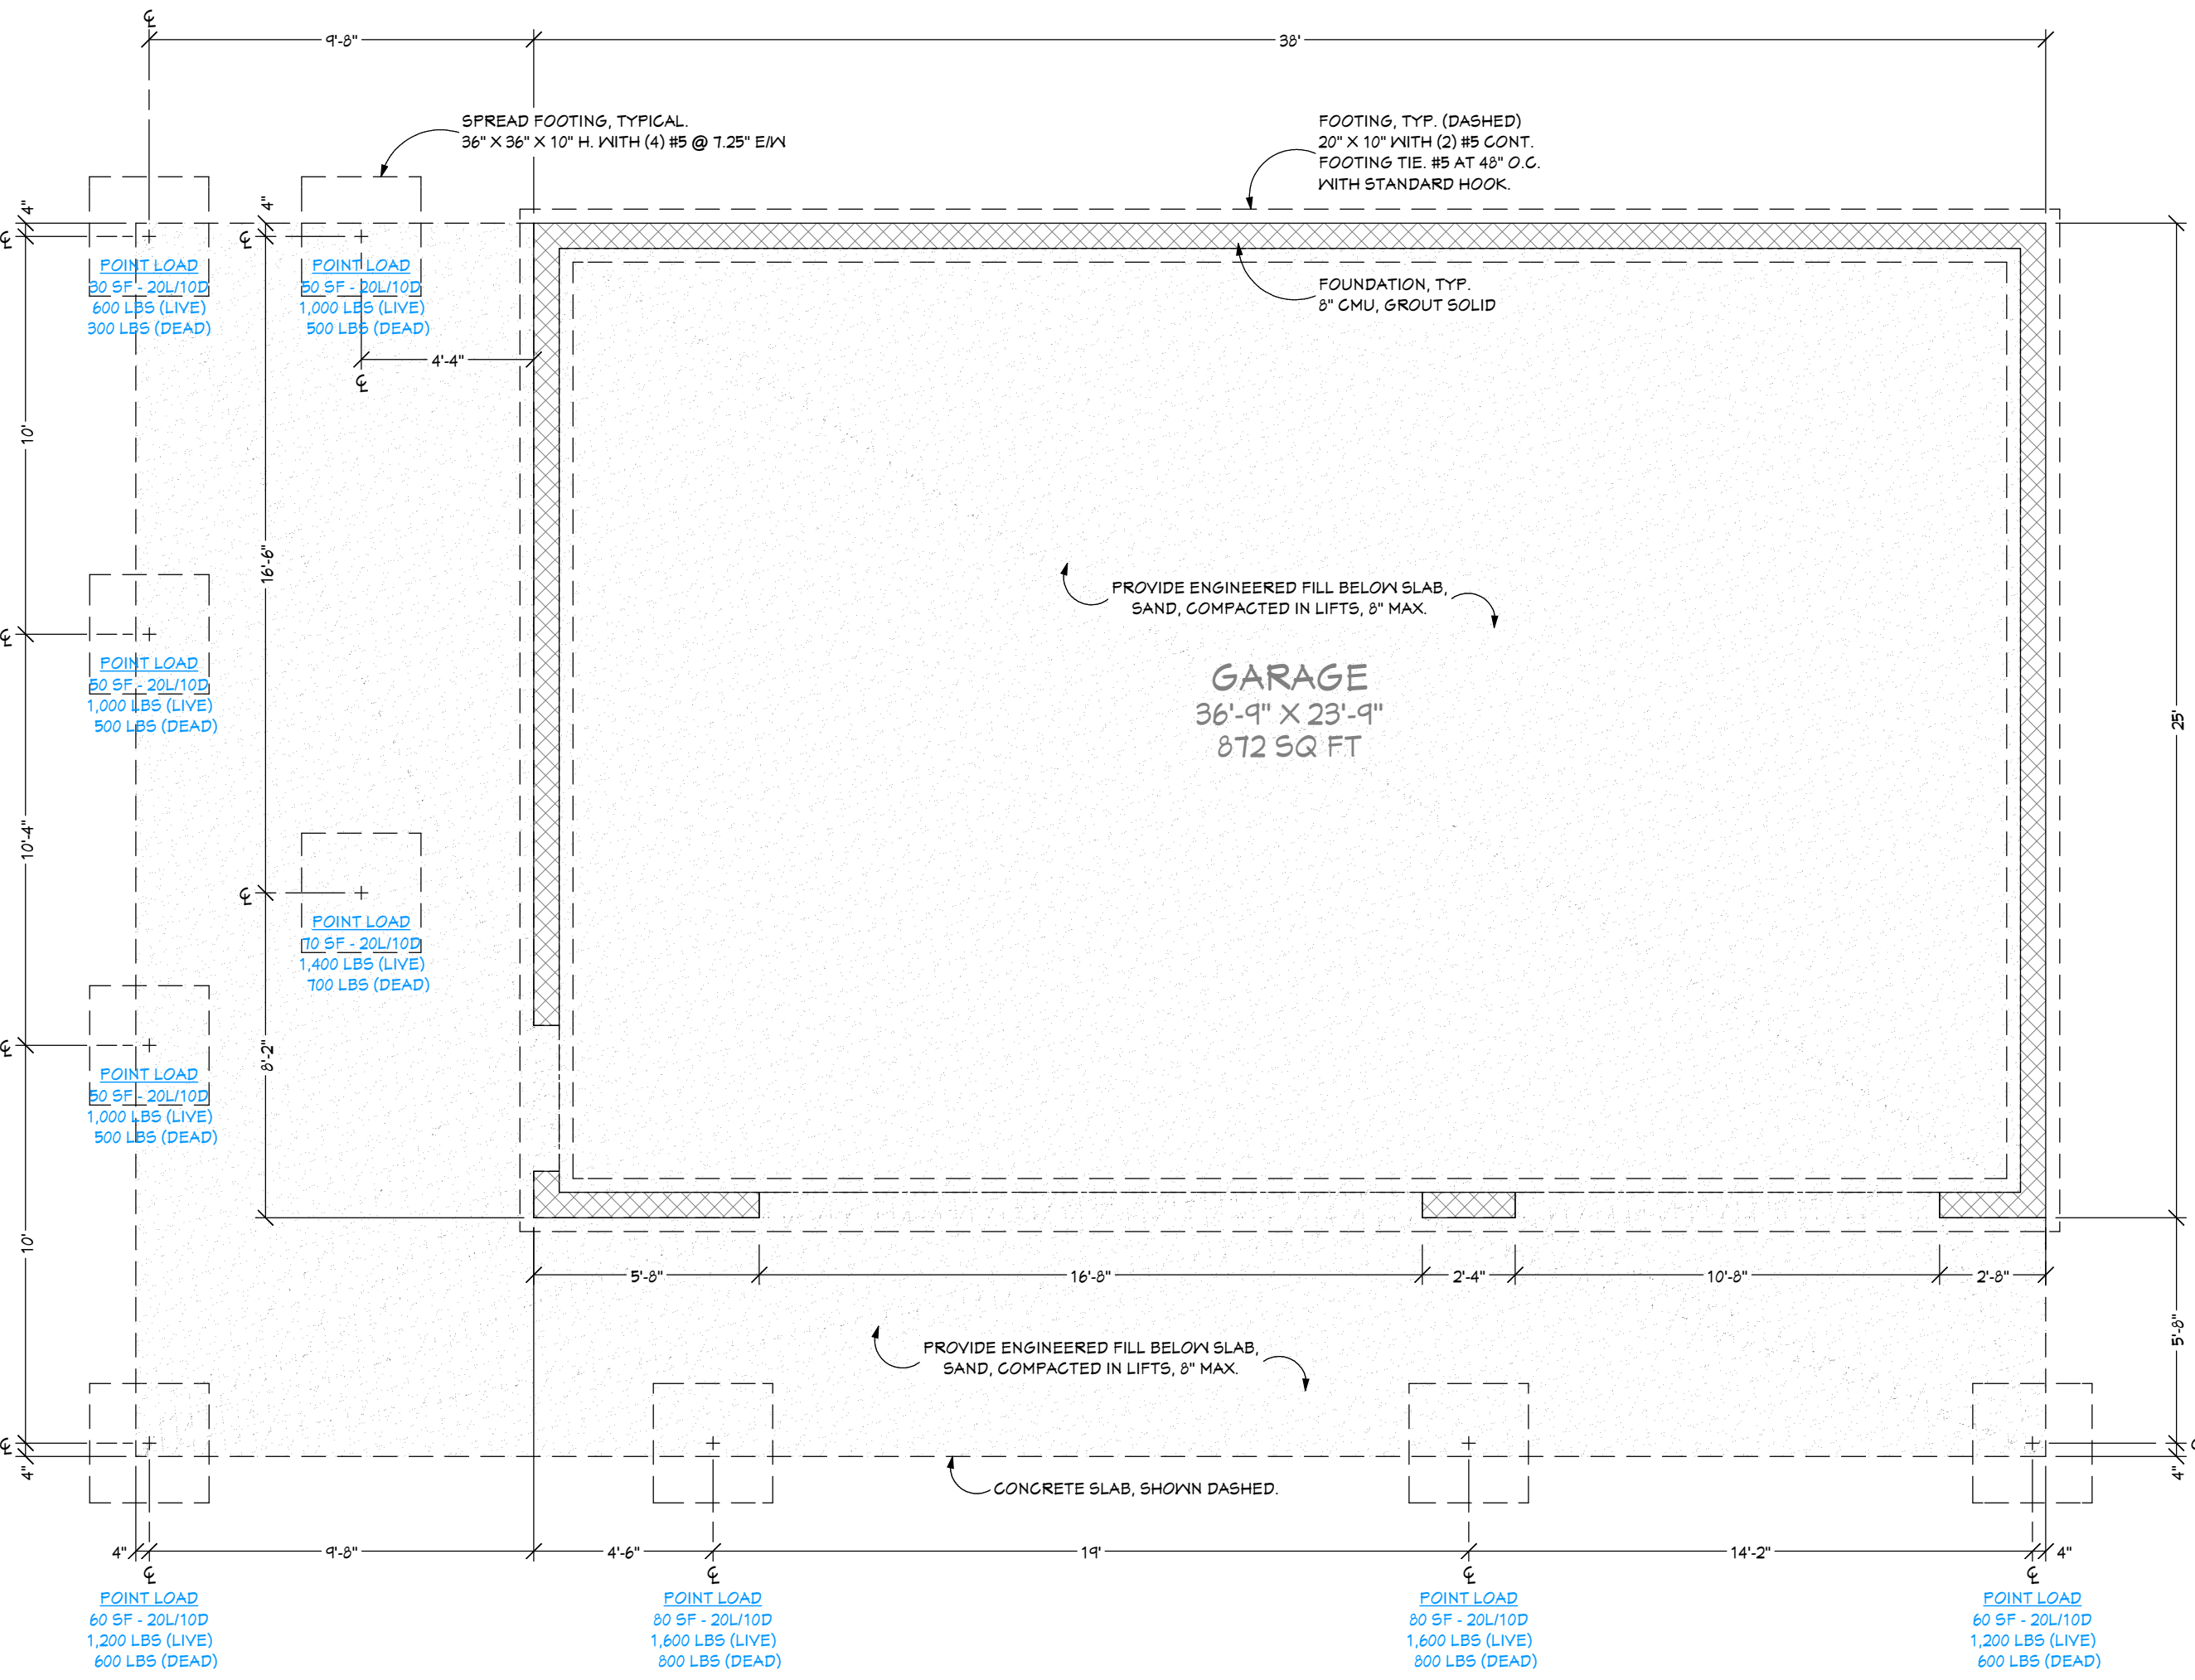 ℄
9'-8"
38'
SPREAD FOOTING, TYPICAL.
36" X 36" X 10" H. WITH (4) #5 @ 7.25" E/W
FOOTING, TYP. (DASHED)
20" X 10" WITH (2) #5 CONT.
FOOTING TIE. #5 AT 48" O.C.
WITH STANDARD HOOK.
4"
4"
℄
℄
POINT LOAD
30 SF - 20L/10D
600 LBS (LIVE)
300 LBS (DEAD)
POINT LOAD
50 SF - 20L/10D
1,000 LBS (LIVE)
500 LBS (DEAD)
FOUNDATION, TYP.
8" CMU, GROUT SOLID
4'-4"
℄
10'
16'-6"
PROVIDE ENGINEERED FILL BELOW SLAB,
SAND, COMPACTED IN LIFTS, 8" MAX.
℄
POINT LOAD
50 SF - 20L/10D
1,000 LBS (LIVE)
500 LBS (DEAD)
GARAGE
36'-9" X 23'-9"
872 SQ FT
25'
10'-4"
℄
POINT LOAD
70 SF - 20L/10D
1,400 LBS (LIVE)
700 LBS (DEAD)
℄
8'-2"
POINT LOAD
50 SF - 20L/10D
1,000 LBS (LIVE)
500 LBS (DEAD)
10'
5'-8"
16'-8"
2'-4"
10'-8"
2'-8"
5'-8"
PROVIDE ENGINEERED FILL BELOW SLAB,
SAND, COMPACTED IN LIFTS, 8" MAX.
℄
4"
4"
CONCRETE SLAB, SHOWN DASHED.
4"
9'-8"
4'-6"
19'
14'-2"
4"
℄
℄
℄
℄
POINT LOAD
60 SF - 20L/10D
1,200 LBS (LIVE)
600 LBS (DEAD)
POINT LOAD
80 SF - 20L/10D
1,600 LBS (LIVE)
800 LBS (DEAD)
POINT LOAD
80 SF - 20L/10D
1,600 LBS (LIVE)
800 LBS (DEAD)
POINT LOAD
60 SF - 20L/10D
1,200 LBS (LIVE)
600 LBS (DEAD)